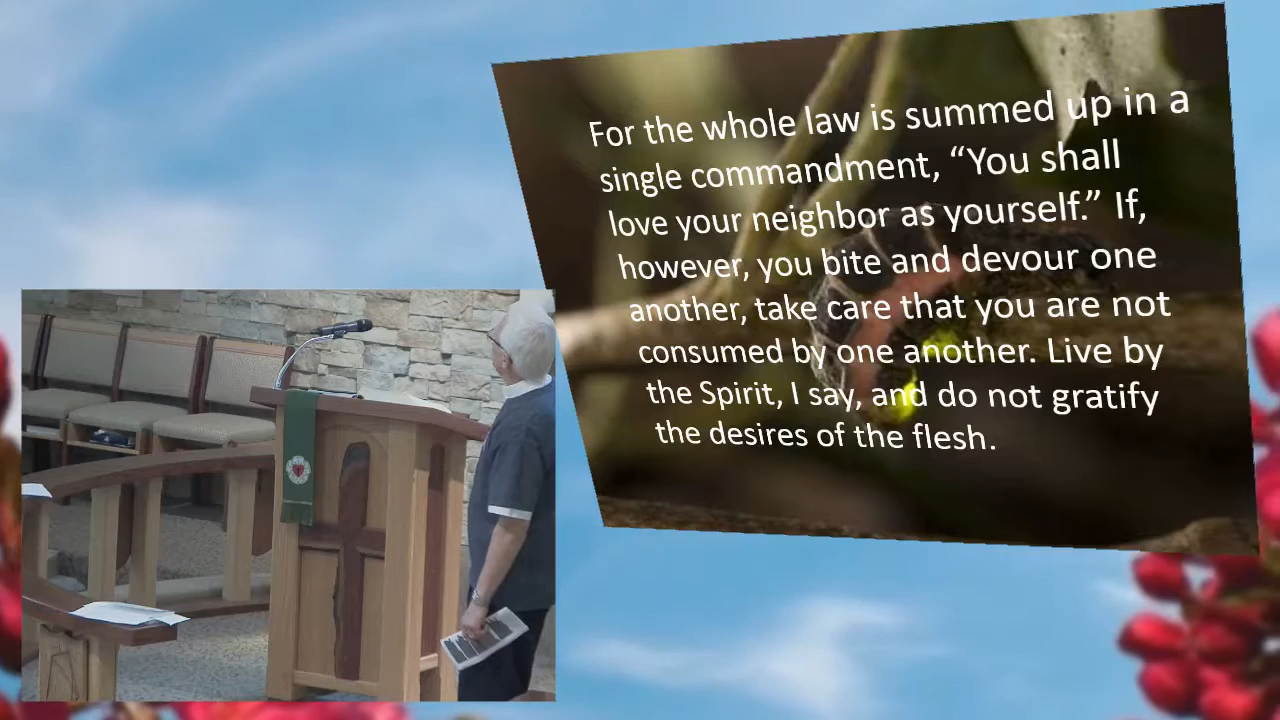 For the whole law is summed up in a
single commandment, “You shall
love your neighbor as yourself.” If,
however, you bite and devour one
another, take care that you are not
consumed by one another. Live by
the Spirit, I say, and do not gratify
the desires of the flesh.